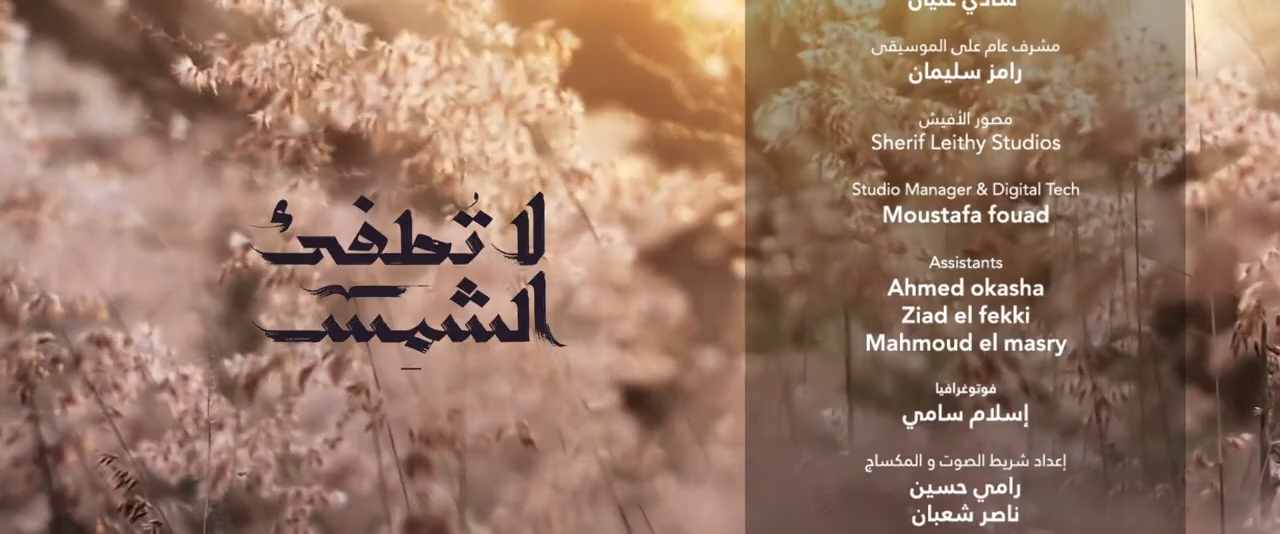 لا تُطفئ
الشمس
شادي عليان
مشرف عام على الموسيقى
رامز سليمان
مصور الأفيش
Sherif Leithy Studios
Studio Manager & Digital Tech
Moustafa fouad
Assistants
Ahmed okasha
Ziad el fekki
Mahmoud el masry
فوتوغرافيا
إسلام سامي
إعداد شريط الصوت و المكساج
رامي حسين
ناصر شعبان